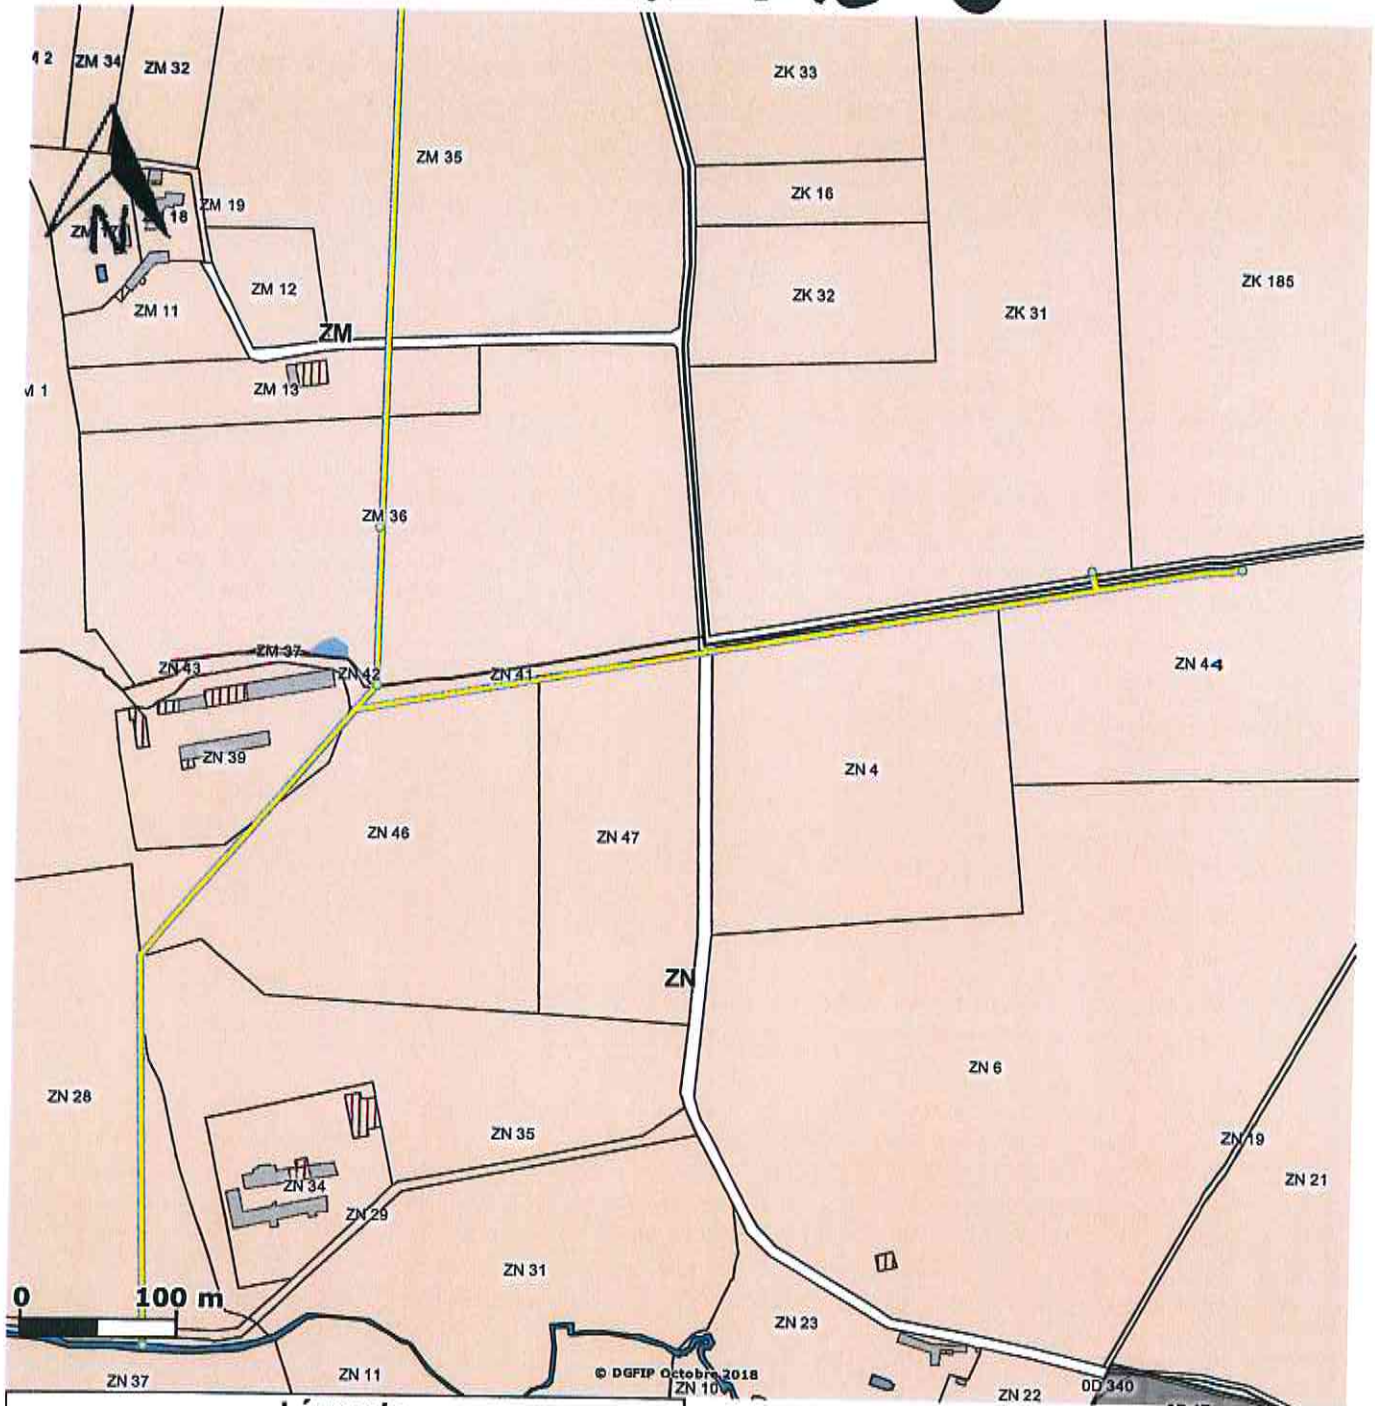 ZM 34
ZM 32
ZK 33
ZM 35
ZK 16
ZM 19
18
N
ZM 12
ZK 32
ZK 185
ZM 11
ZK 31
ZM
ZM 13
ZM 36
ZM 37
ZN 43
ZN 42
ZN 41
ZN 44
ZN 39
ZN 4
ZN 46
ZN 47
ZN
ZN 6
ZN 28
ZN 35
ZN 19
ZN 21
ZN 34
ZN 29
ZN 31
0 100 m
ZN 23
© DGFIP Octobre 2018
ZN 11
ZN 37
ZN 10
ZN 22
0D 340